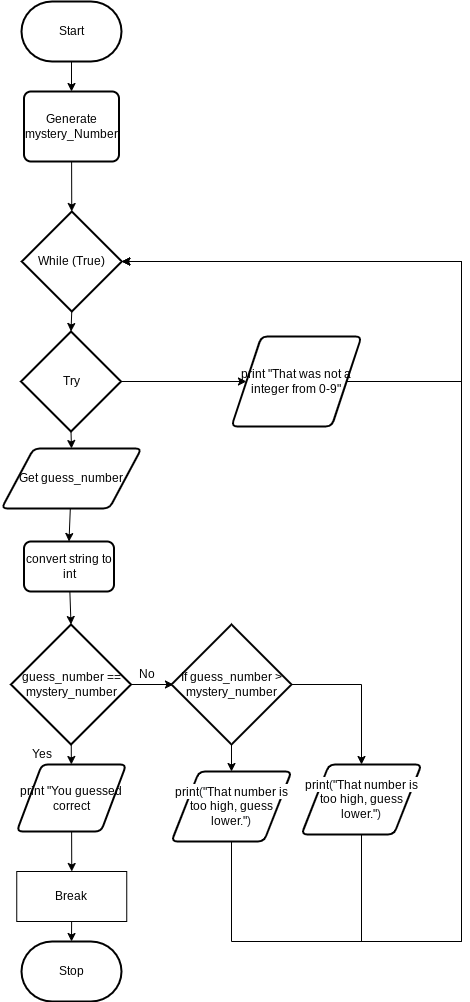 Start
Generate
mystery_Number
While (True)
Try
print "That was not a
integer from 0-9"
Get guess_number
convert string to
int
guess_number ==
mystery_number
No
if guess_number >
mystery_number
Yes
print "You guessed
correct
print("That number is
too high, guess
lower.")
print("That number is
too high, guess
lower.")
Break
Stop